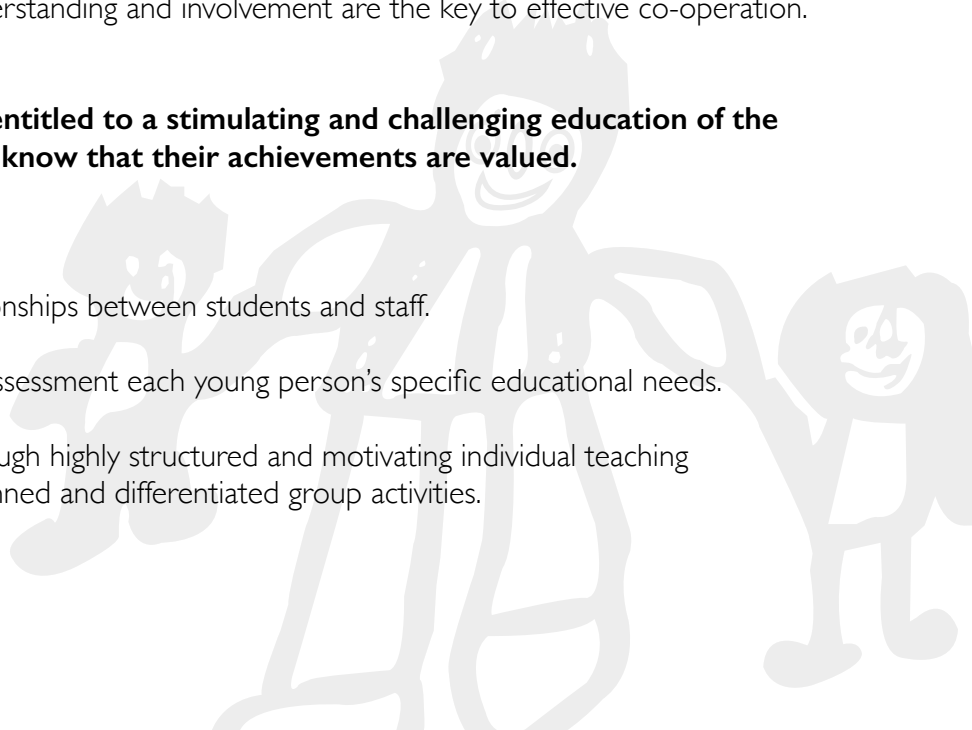 erstanding and involvement are the key to effective co-operation.
entitled to a stimulating and challenging education of the
know that their achievements are valued.
onships between students and staff.
ssessment each young person’s specific educational needs.
ugh highly structured and motivating individual teaching
nned and differentiated group activities.